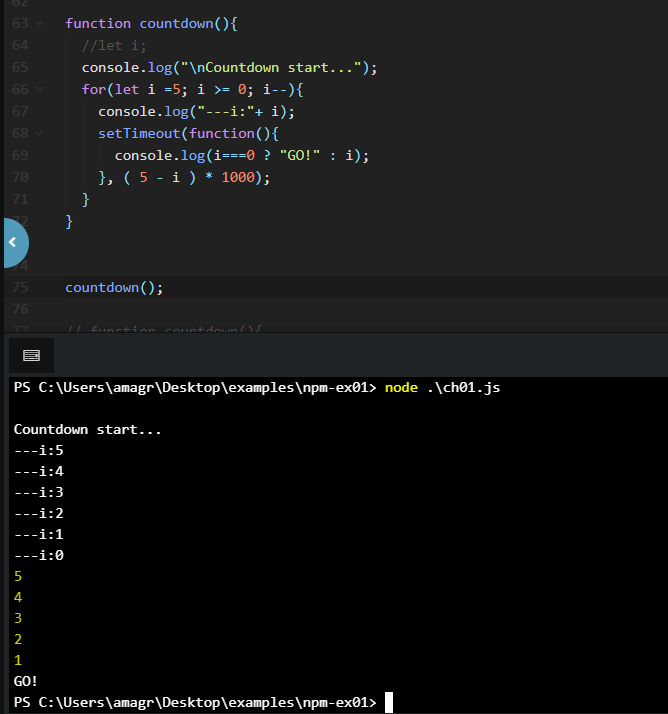 62
63 function countdown(){
64 //let i;
65 console.log("\nCountdown start...");
66 for(let i =5; i >= 0; i--){
67 console.log("---i:"+ i);
68 setTimeout(function(){
69 console.log(i===0 ? "GO!" : i);
70 }, ( 5 - i ) * 1000);
71 }
72 }
74
75 countdown();
76
77 // function countdown(){
PS C:\Users\amagr\Desktop\examples\npm-ex01> node .\ch01.js
Countdown start...
---i:5
---i:4
---i:3
---i:2
---i:1
---i:0
5
4
3
2
1
GO!
PS C:\Users\amagr\Desktop\examples\npm-ex01>